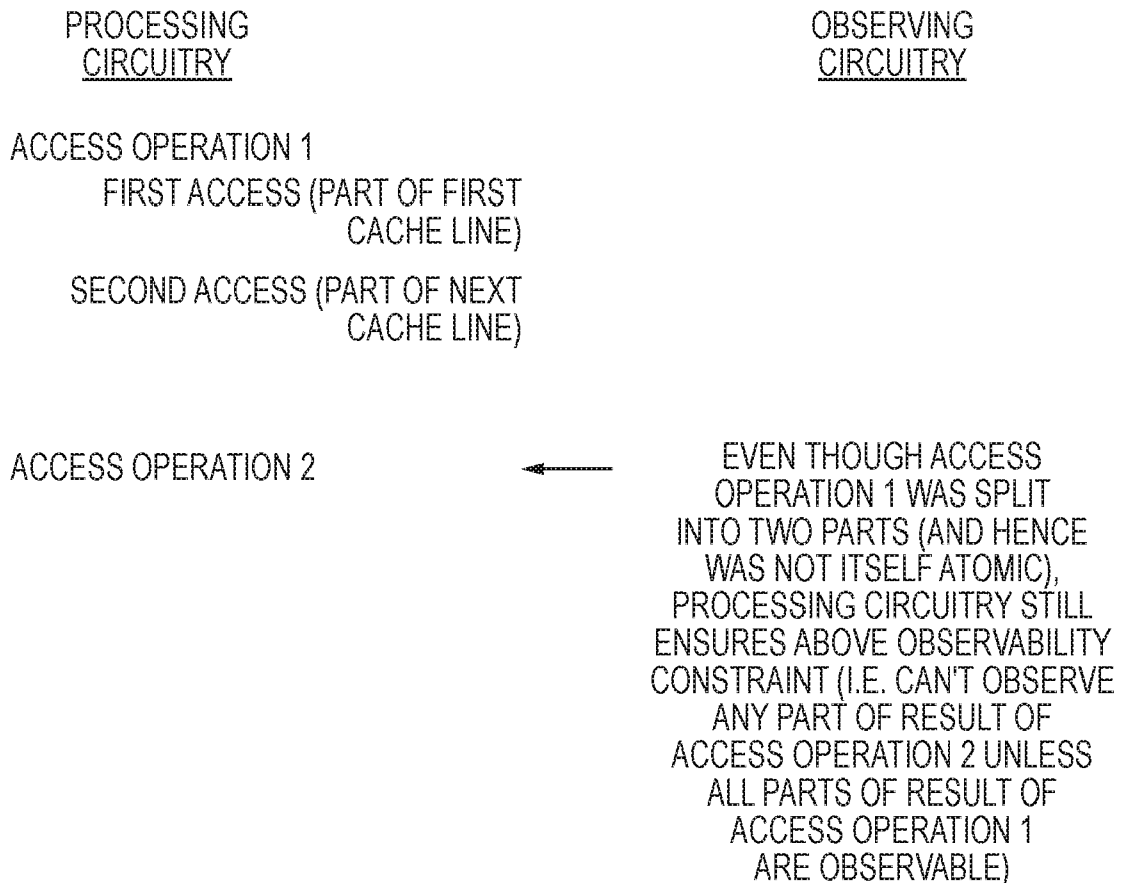 PROCESSING
CIRCUITRY
OBSERVING
CIRCUITRY
ACCESS OPERATION 1
FIRST ACCESS (PART OF FIRST
CACHE LINE)
SECOND ACCESS (PART OF NEXT
CACHE LINE)
ACCESS OPERATION 2
EVEN THOUGH ACCESS
OPERATION 1 WAS SPLIT
INTO TWO PARTS (AND HENCE
WAS NOT ITSELF ATOMIC),
PROCESSING CIRCUITRY STILL
ENSURES ABOVE OBSERVABILITY
CONSTRAINT (I.E. CAN'T OBSERVE
ANY PART OF RESULT OF
ACCESS OPERATION 2 UNLESS
ALL PARTS OF RESULT OF
ACCESS OPERATION 1
ARE OBSERVABLE)